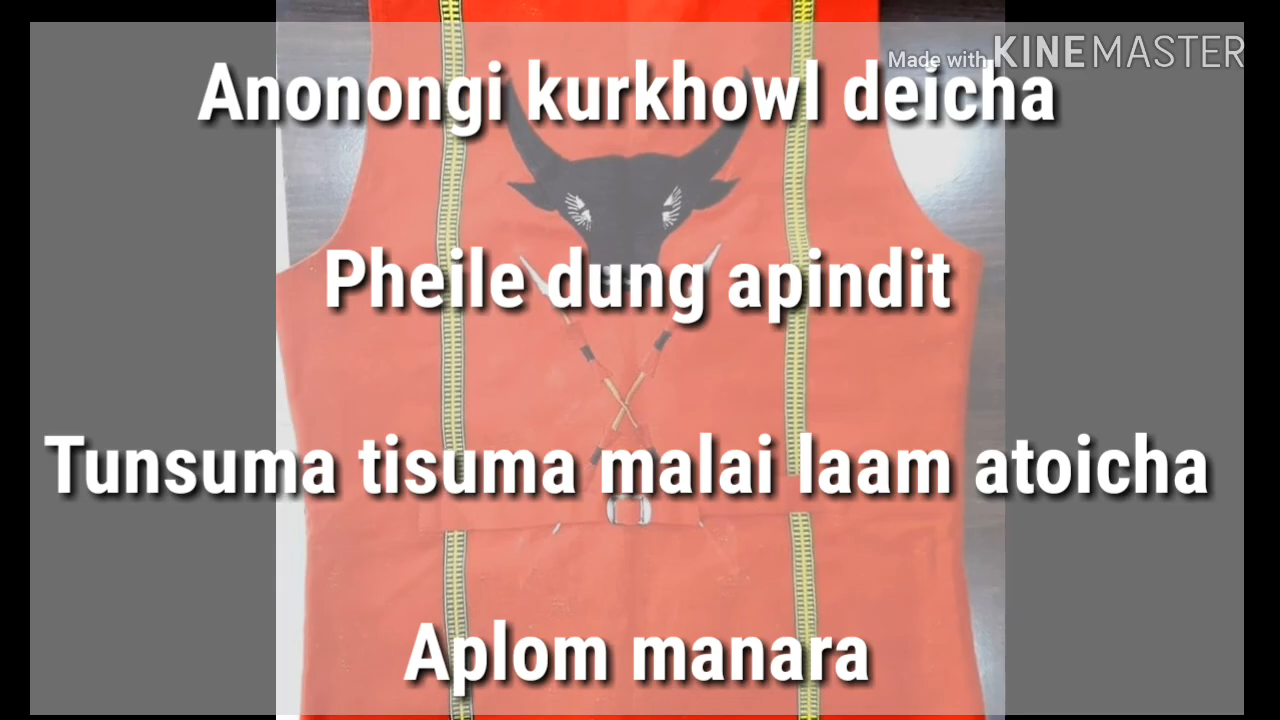 Made with KINEMASTER
Anonongi kurkhowl deicha
Pheile dung apindit
Tunsuma tisuma malai laam atoicha
Aplom manara